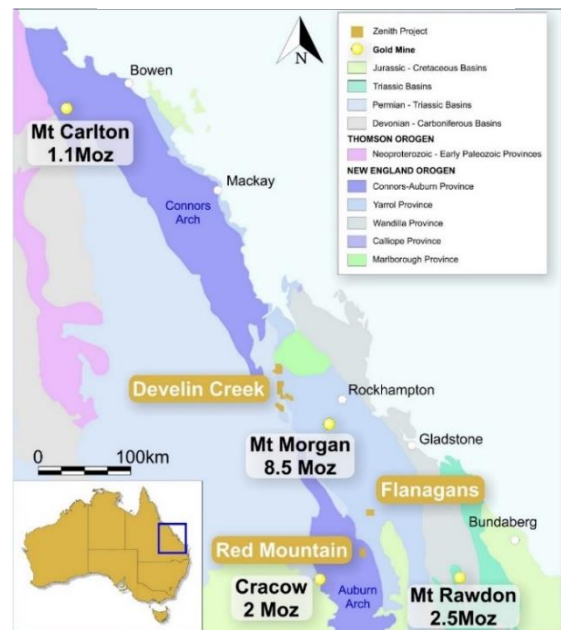 Bowen
Mt Carlton
1.1Moz
Mackay
Connors
Arch
N
Zenith Project
Gold Mine
Jurassic - Cretaceous Basins
Triassic Basins
Permian - Triassic Basins
Devonian - Carboniferous Basins
THOMSON OROGEN
Neoproterozoic - Early Paleozoic Provinces
NEW ENGLAND OROGEN
Connors-Auburn Province
Yarrol Province
Wandilla Province
Calliope Province
Marlborough Province
Develin Creek
Rockhampton
Mt Morgan
8.5 Moz
Gladstone
0 100km
Flanagans
Bundaberg
Red Mountain
Cracow
2 Moz
Auburn
Arch
Mt Rawdon
2.5Moz